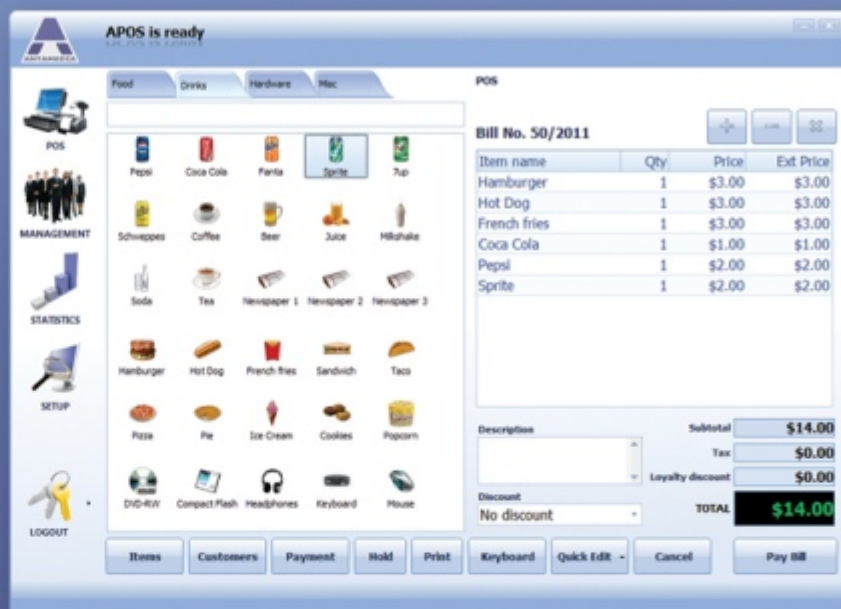 APOS is ready
ANTAMEDIA
Food Drinks Hardware Misc
POS
MANAGEMENT
STATISTICS
SETUP
LOGOUT
Pepsi Coca Cola Fanta Sprite 7up
Schweppes Coffee Beer Juice Milkshake
Soda Tea Newspaper 1 Newspaper 2 Newspaper 3
Hamburger Hot Dog French fries Sandwich Taco
Pizza Pie Ice Cream Cookies Popcorn
DVD-RW Compact Flash Headphones Keyboard Mouse
POS
Bill No. 50/2011
Item name Qty Price Ext Price
Hamburger 1 $3.00 $3.00
Hot Dog 1 $3.00 $3.00
French fries 1 $3.00 $3.00
Coca Cola 1 $1.00 $1.00
Pepsi 1 $2.00 $2.00
Sprite 1 $2.00 $2.00
Description
Discount
No discount
Subtotal $14.00
Tax $0.00
Loyalty discount $0.00
TOTAL $14.00
Items Customers Payment Hold Print Keyboard Quick Edit Cancel Pay Bill